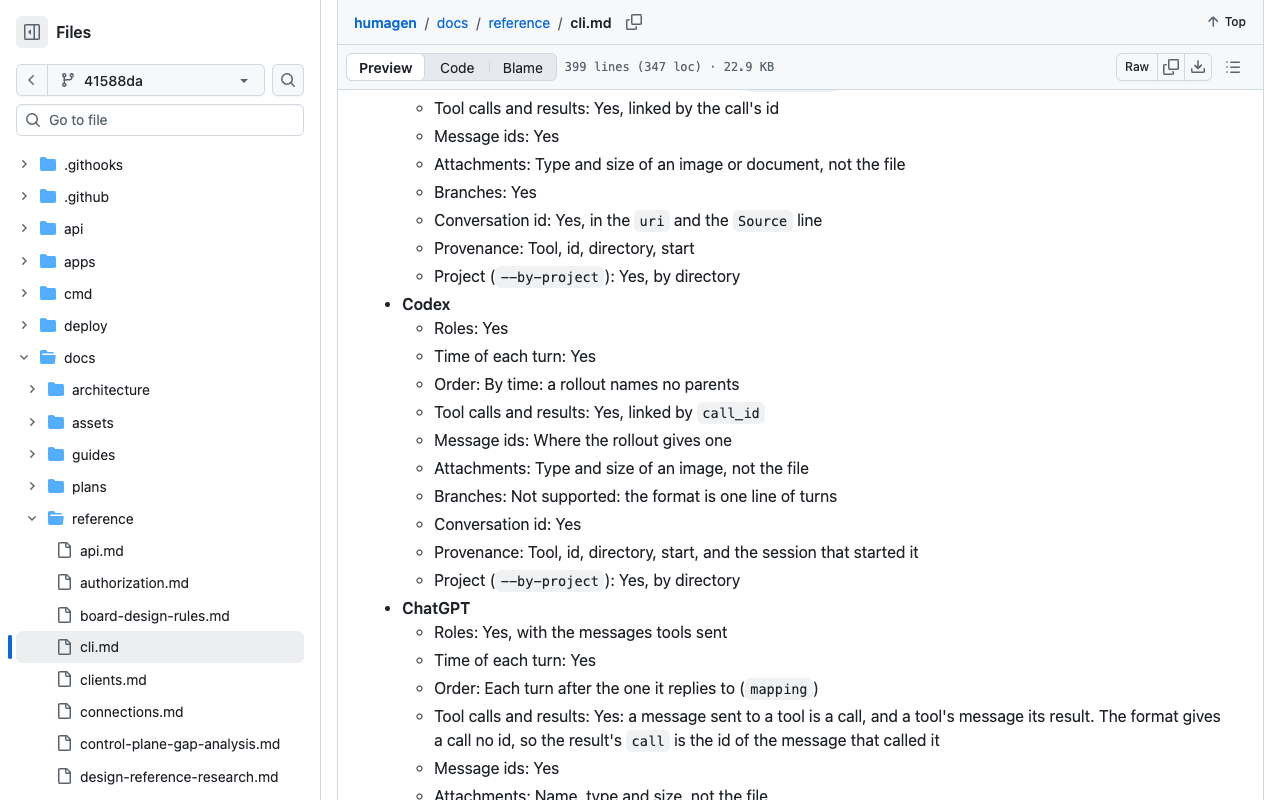 Files
humagen / docs / reference / cli.md
Top
41588da
Preview
Code
Blame
399 lines (347 loc) · 22.9 KB
Raw
Go to file
.githooks
.github
api
apps
cmd
deploy
docs
architecture
assets
guides
plans
reference
api.md
authorization.md
board-design-rules.md
cli.md
clients.md
connections.md
control-plane-gap-analysis.md
design-reference-research.md
Tool calls and results: Yes, linked by the call's id
Message ids: Yes
Attachments: Type and size of an image or document, not the file
Branches: Yes
Conversation id: Yes, in the uri and the Source line
Provenance: Tool, id, directory, start
Project (--by-project): Yes, by directory
Codex
Roles: Yes
Time of each turn: Yes
Order: By time: a rollout names no parents
Tool calls and results: Yes, linked by call_id
Message ids: Where the rollout gives one
Attachments: Type and size of an image, not the file
Branches: Not supported: the format is one line of turns
Conversation id: Yes
Provenance: Tool, id, directory, start, and the session that started it
Project (--by-project): Yes, by directory
ChatGPT
Roles: Yes, with the messages tools sent
Time of each turn: Yes
Order: Each turn after the one it replies to (mapping)
Tool calls and results: Yes: a message sent to a tool is a call, and a tool's message its result. The format gives
a call no id, so the result's call is the id of the message that called it
Message ids: Yes
Attachments: Name, type and size, not the file